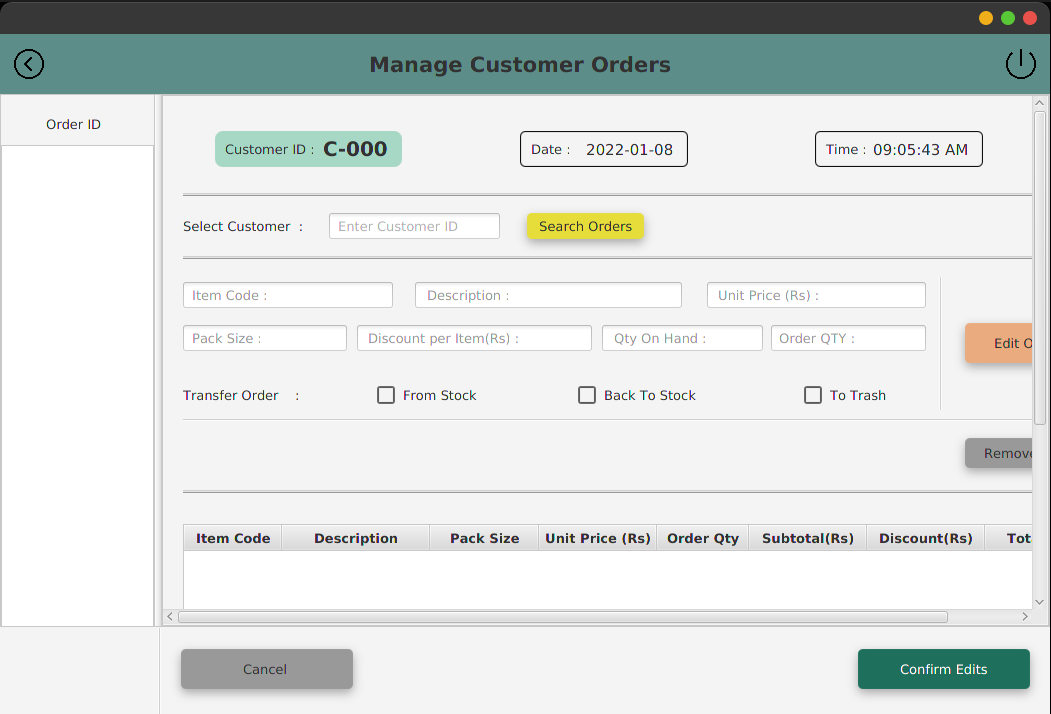 Manage Customer Orders
Order ID
Customer ID : C-000
Date : 2022-01-08
Time : 09:05:43 AM
Select Customer : Enter Customer ID Search Orders
Item Code : Description : Unit Price (Rs) :
Pack Size : Discount per Item(Rs) : Qty On Hand : Order QTY :
Edit O
Transfer Order : From Stock Back To Stock To Trash
Remove
Item Code Description Pack Size Unit Price (Rs) Order Qty Subtotal(Rs) Discount(Rs) Tot
Cancel Confirm Edits